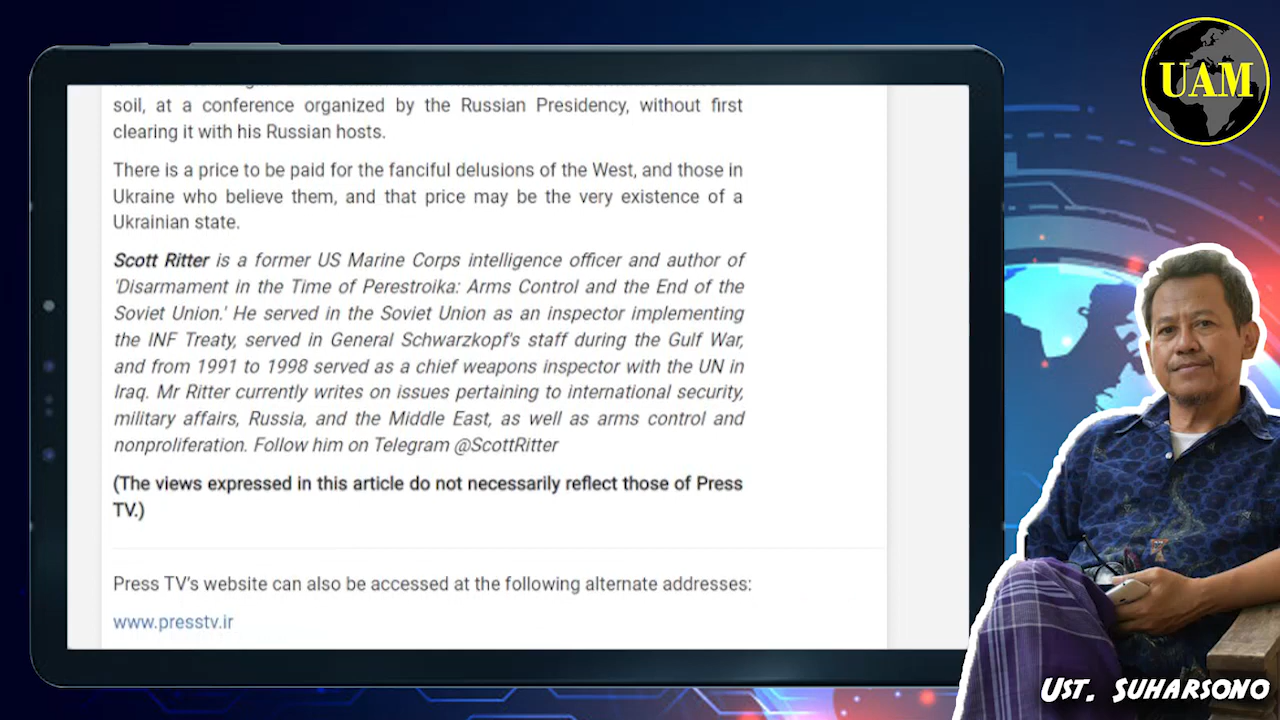 soil, at a conference organized by the Russian Presidency, without first
clearing it with his Russian hosts.
There is a price to be paid for the fanciful delusions of the West, and those in
Ukraine who believe them, and that price may be the very existence of a
Ukrainian state.
Scott Ritter is a former US Marine Corps intelligence officer and author of
'Disarmament in the Time of Perestroika: Arms Control and the End of the
Soviet Union.' He served in the Soviet Union as an inspector implementing
the INF Treaty, served in General Schwarzkopf's staff during the Gulf War,
and from 1991 to 1998 served as a chief weapons inspector with the UN in
Iraq. Mr Ritter currently writes on issues pertaining to international security,
military affairs, Russia, and the Middle East, as well as arms control and
nonproliferation. Follow him on Telegram @ScottRitter
(The views expressed in this article do not necessarily reflect those of Press
TV.)
Press TV’s website can also be accessed at the following alternate addresses:
www.presstv.ir
UAM
UST. SUHARSONO